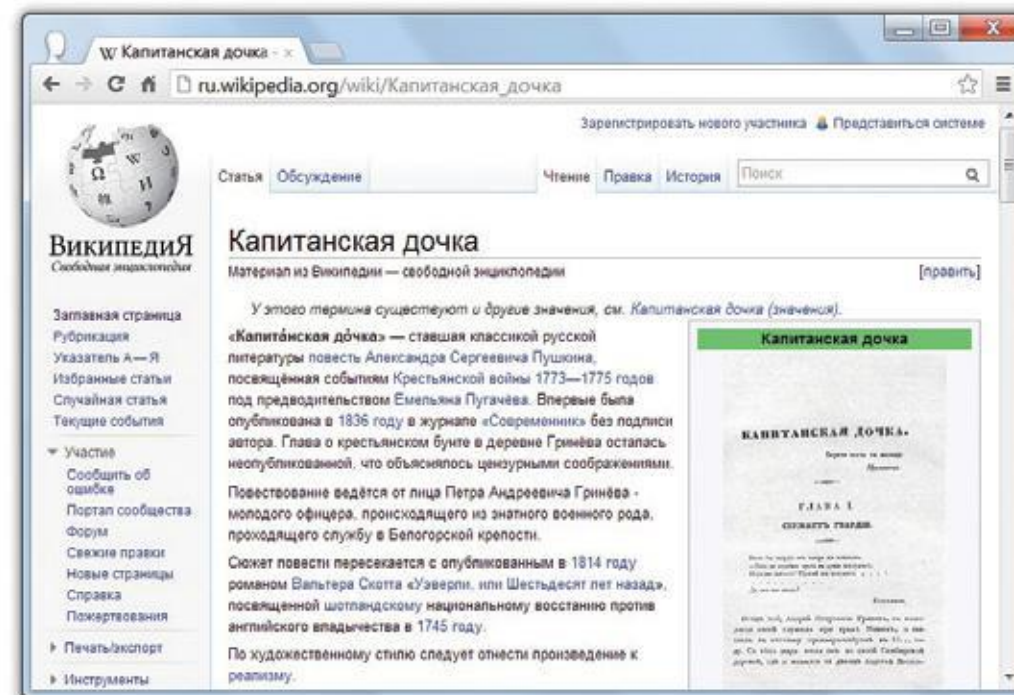 Капитанская дочка -
ru.wikipedia.org/wiki/Капитанская_дочка
Зарегистрировать нового участника Представиться системе
Статья Обсуждение Чтение Правка История Поиск
ВИКИПЕДИЯ
Свободная энциклопедия
Заглавная страница
Рубрикация
Указатель А — Я
Избранные статьи
Случайная статья
Текущие события
Участие
Сообщить об
ошибке
Портал сообщества
Форум
Свежие правки
Новые страницы
Справка
Пожертвования
Печать/экспорт
Инструменты
Капитанская дочка
Материал из Википедии — свободной энциклопедии [править]
У этого термина существуют и другие значения, см. Капитанская дочка (значения).
«Капита́нская до́чка» — ставшая классикой русской
литературы повесть Александра Сергеевича Пушкина,
посвящённая событиям Крестьянской войны 1773—1775 годов
под предводительством Емельяна Пугачёва. Впервые была
опубликована в 1836 году в журнале «Современник» без подписи
автора. Глава о крестьянском бунте в деревне Гринёва осталась
неопубликованной, что объяснялось цензурными соображениями.
Повествование ведётся от лица Петра Андреевича Гринёва -
молодого офицера, происходящего из знатного военного рода,
проходящего службу в Белогорской крепости.
Сюжет повести пересекается с опубликованным в 1814 году
романом Вальтера Скотта «Уэверли, или Шестьдесят лет назад»,
посвященной шотландскому национальному восстанию против
английского владычества в 1745 году.
По художественному стилю следует отнести произведение к
реализму.
Капитанская дочка
КАПИТАНСКАЯ ДОЧКА.
ГЛАВА I.
СЕРЖАНТЪ ГВАРДІИ.